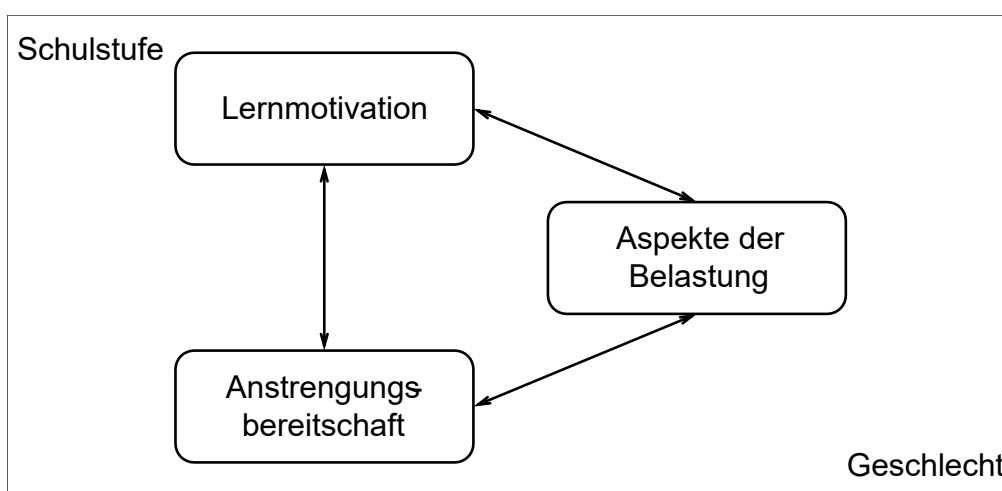 Schulstufe
Lernmotivation
Aspekte der
Belastung
Anstrengungs-
bereitschaft
Geschlecht